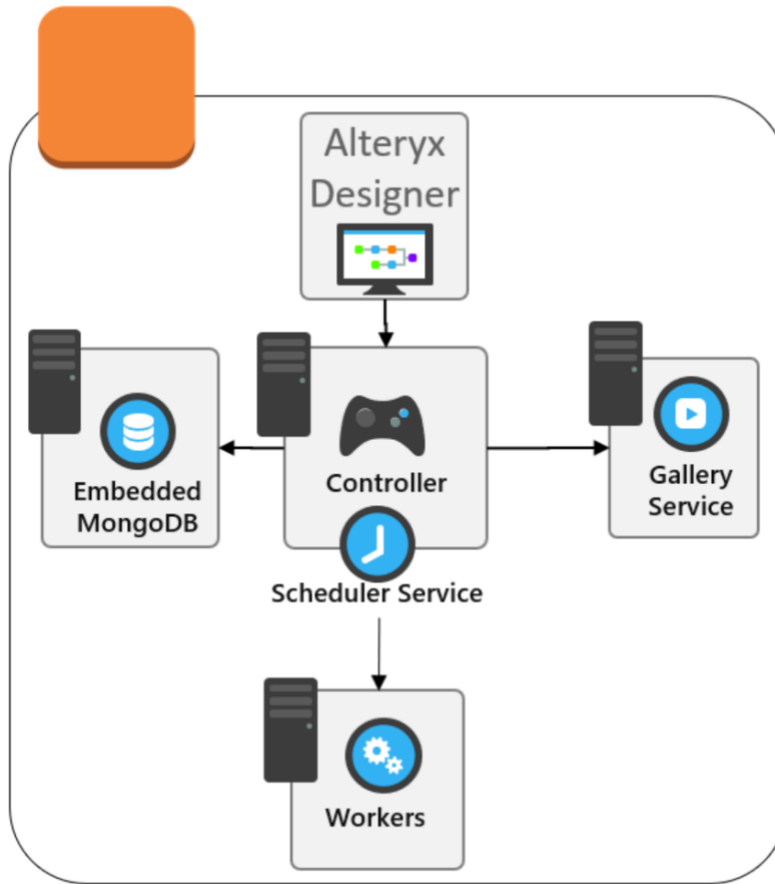 Alteryx
Designer
Embedded
MongoDB
Controller
Gallery
Service
Scheduler Service
Workers